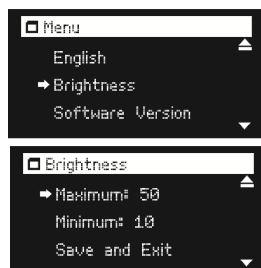 Menu
English
Brightness
Software Version
Brightness
Maximum: 50
Minimum: 10
Save and Exit